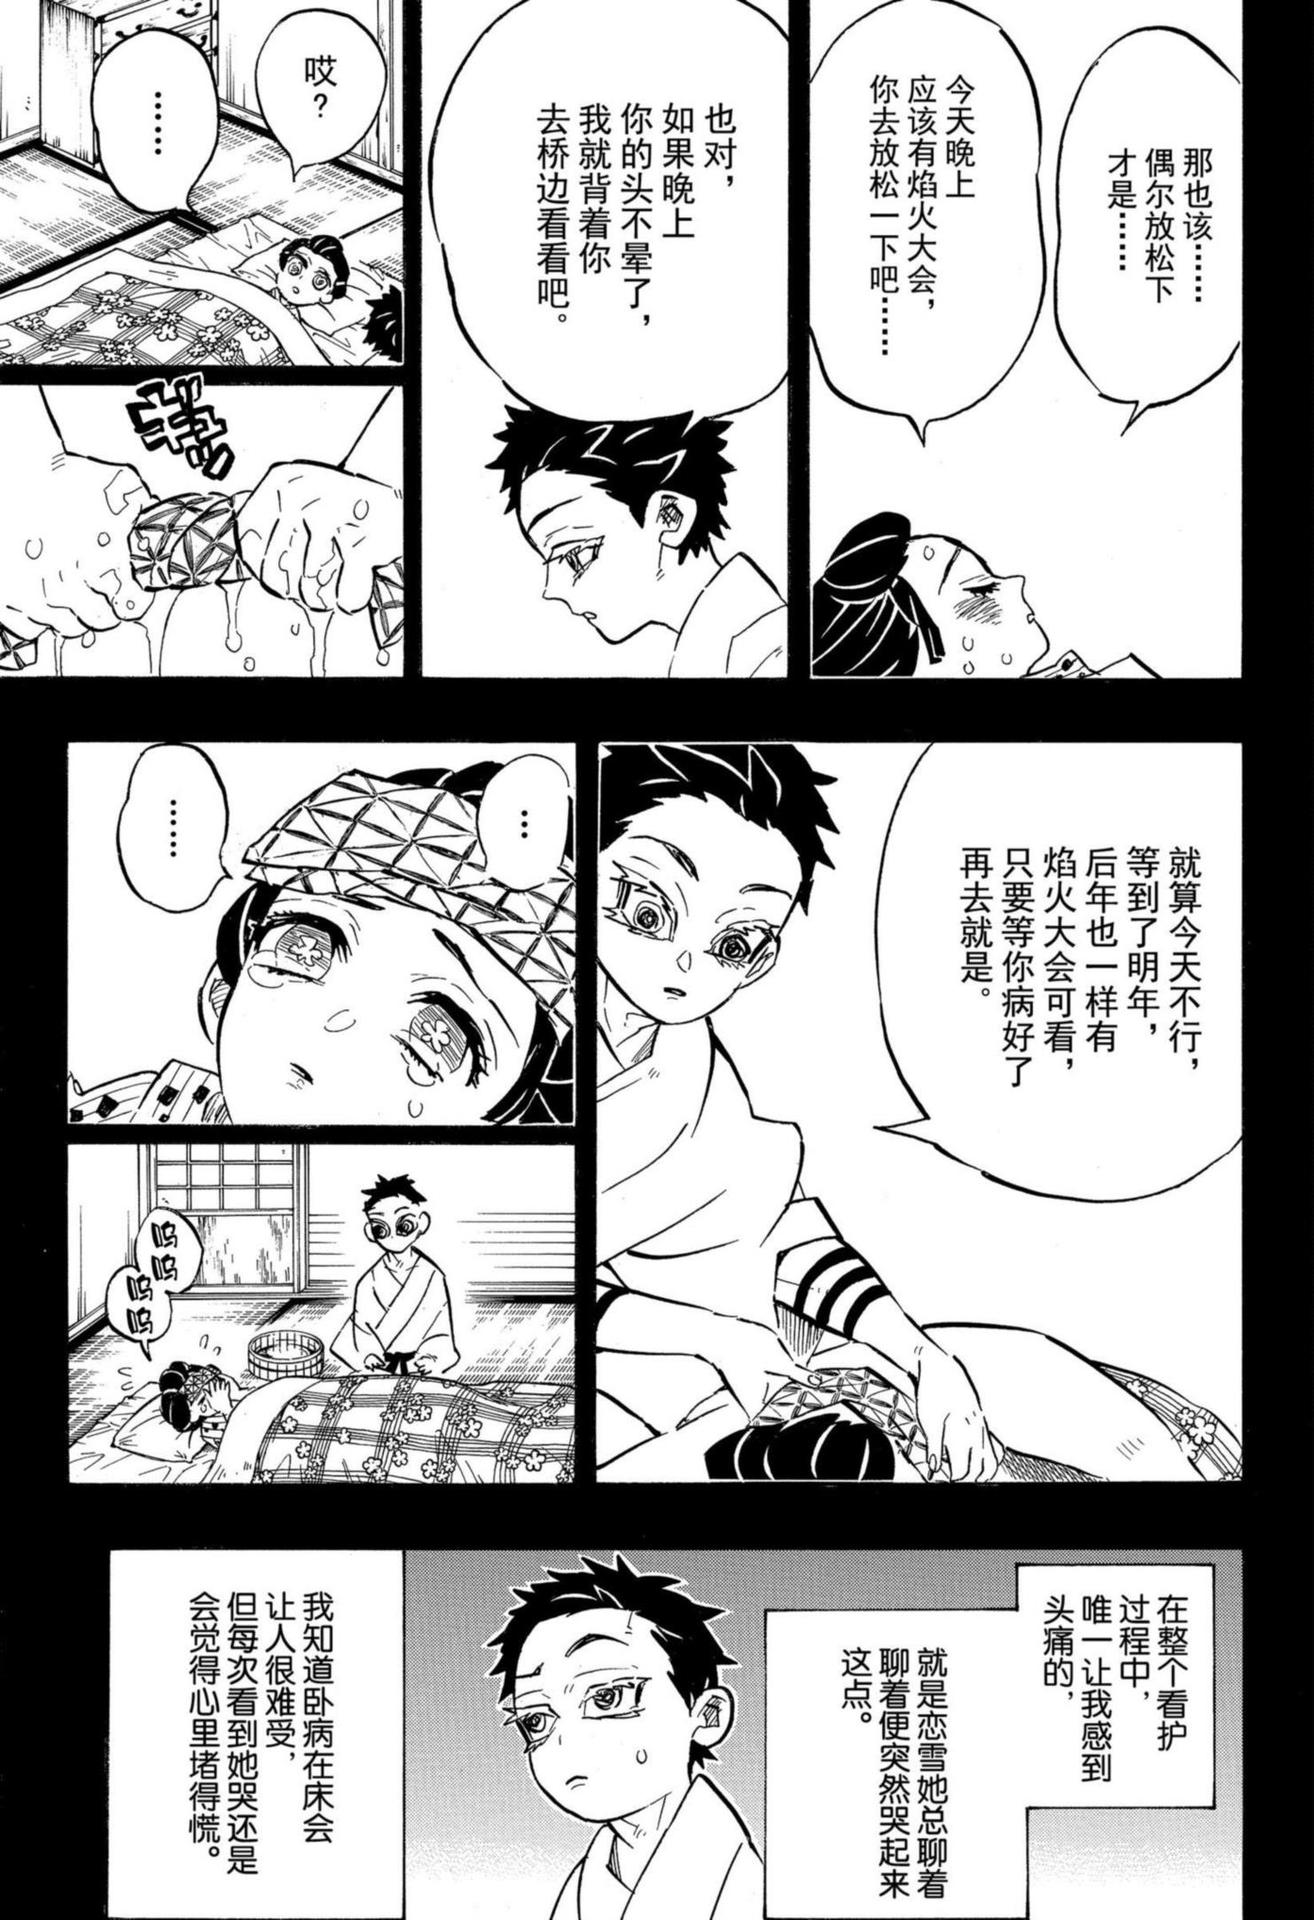 那也该……
偶尔放松下
才是……
今天晚上
应该有焰火大会，
你去放松一下吧……
也对，
如果晚上
你的头不晕了，
我就背着你
去桥边看看吧。
哎？
……
就算今天不行，
等到了明年，
后年也一样有
焰火大会可看，
只要等你病好了
再去就是。
…
……
呜呜
呜呜
在整个看护
过程中，
唯一让我感到
头痛的，
就是恋雪她总聊着
聊着便突然哭起来
这点。
我知道卧病在床会
让人很难受，
但每次看到她哭还是
会觉得心里堵得慌。